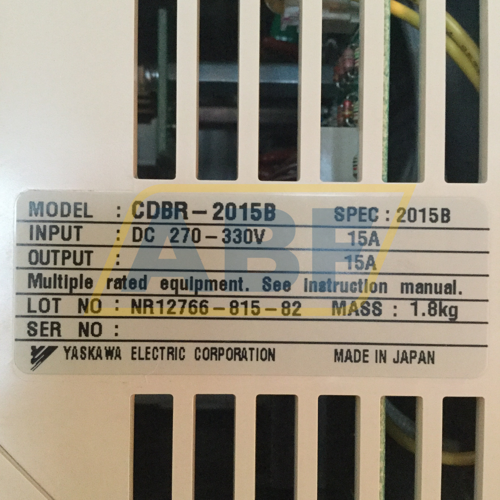 MODEL : CDBR-2015B SPEC : 2015B
INPUT : DC 270-330V 15A
OUTPUT : 15A
Multiple rated equipment. See instruction manual.
LOT NO : NR12766-815-82 MASS : 1.8kg
SER NO :
YASKAWA ELECTRIC CORPORATION MADE IN JAPAN
ABF